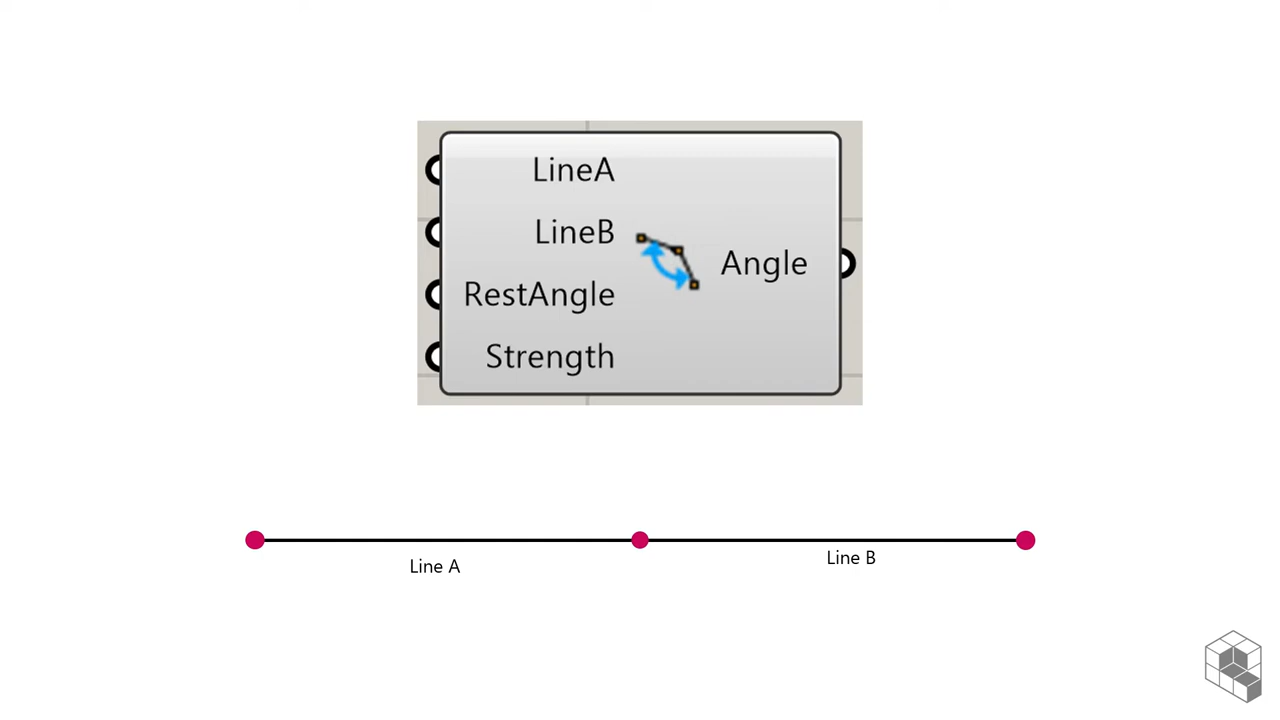 LineA
LineB
RestAngle
Strength
Angle
Line A
Line B